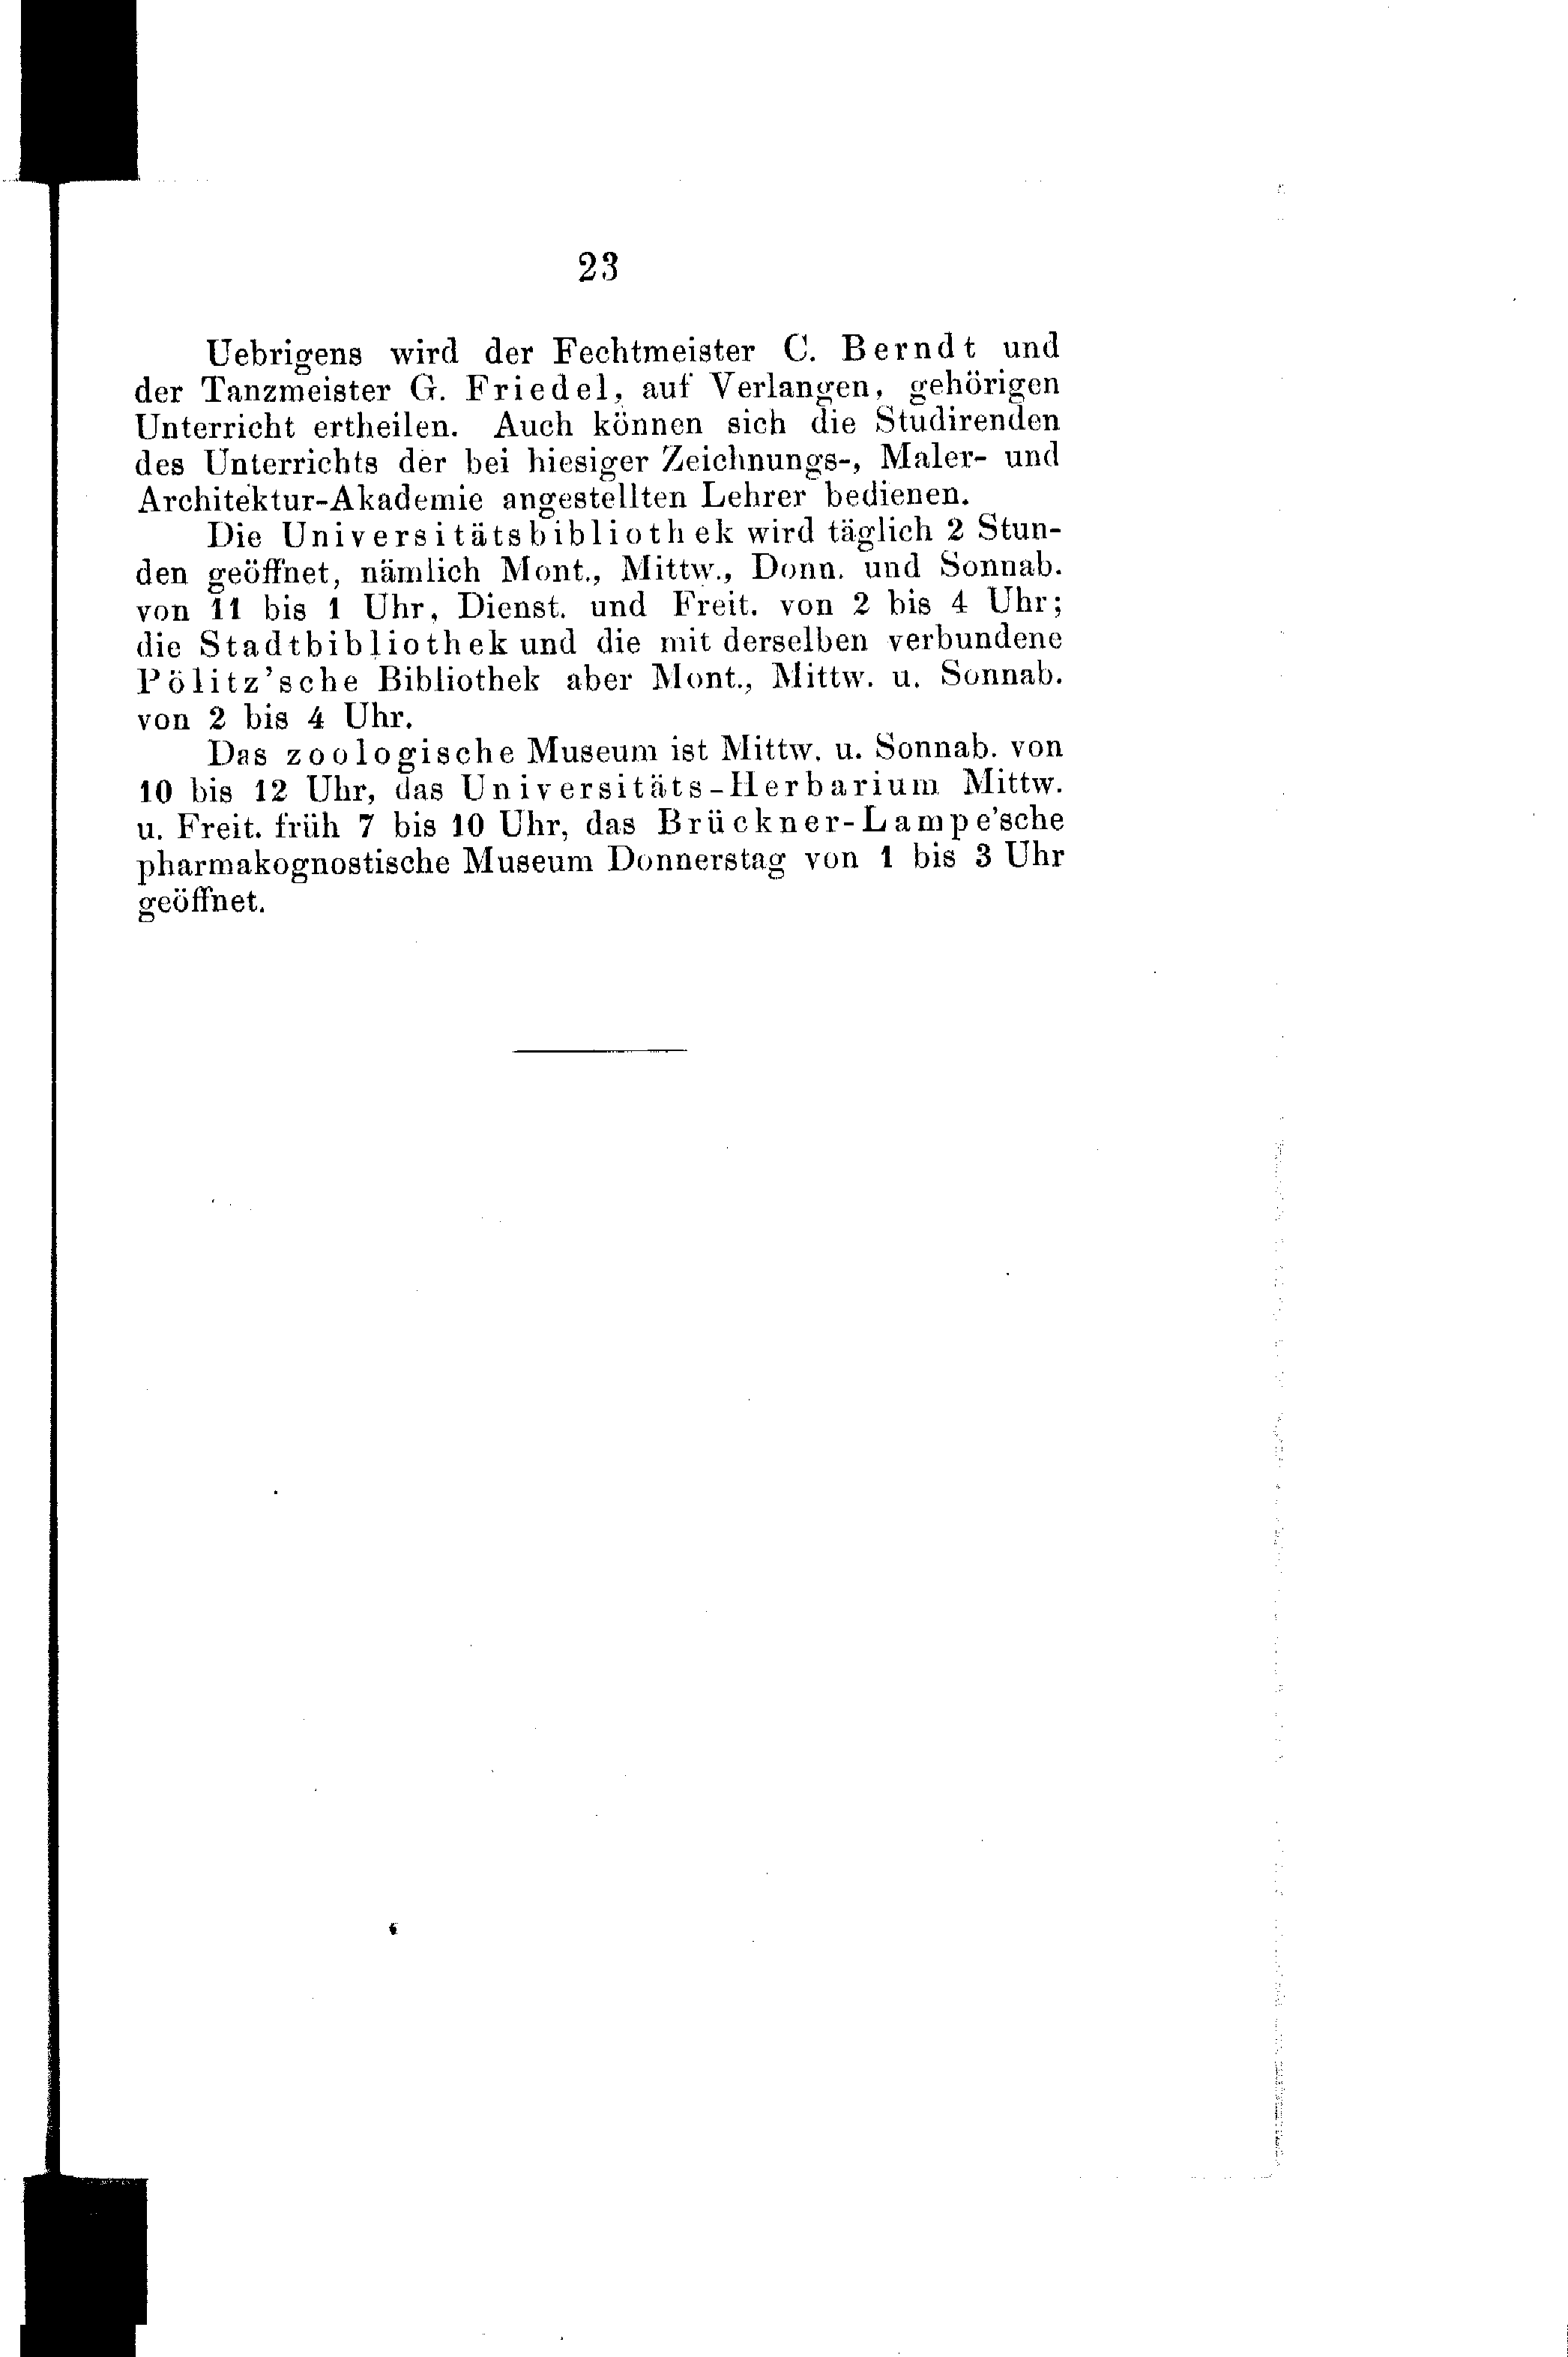 23
Uebrigens wird der Fechtmeister C. Berndt und
der Tanzmeister G. Friedel, auf Verlangen, gehörigen
Unterricht ertheilen. Auch können sich die Studirenden
des Unterrichts der bei hiesiger Zeichnungs-, Maler- und
Architektur-Akademie angestellten Lehrer bedienen.
Die Universitätsbibliothek wird täglich 2 Stun-
den geöffnet, nämlich Mont., Mittw., Donn. und Sonnab.
von 11 bis 1 Uhr, Dienst. und Freit. von 2 bis 4 Uhr;
die Stadtbibliothek und die mit derselben verbundene
Pölitz'sche Bibliothek aber Mont., Mittw. u. Sonnab.
von 2 bis 4 Uhr.
Das zoologische Museum ist Mittw. u. Sonnab. von
10 bis 12 Uhr, das Universitäts-Herbarium Mittw.
u. Freit. früh 7 bis 10 Uhr, das Brückner-Lampe'sche
pharmakognostische Museum Donnerstag von 1 bis 3 Uhr
geöffnet.